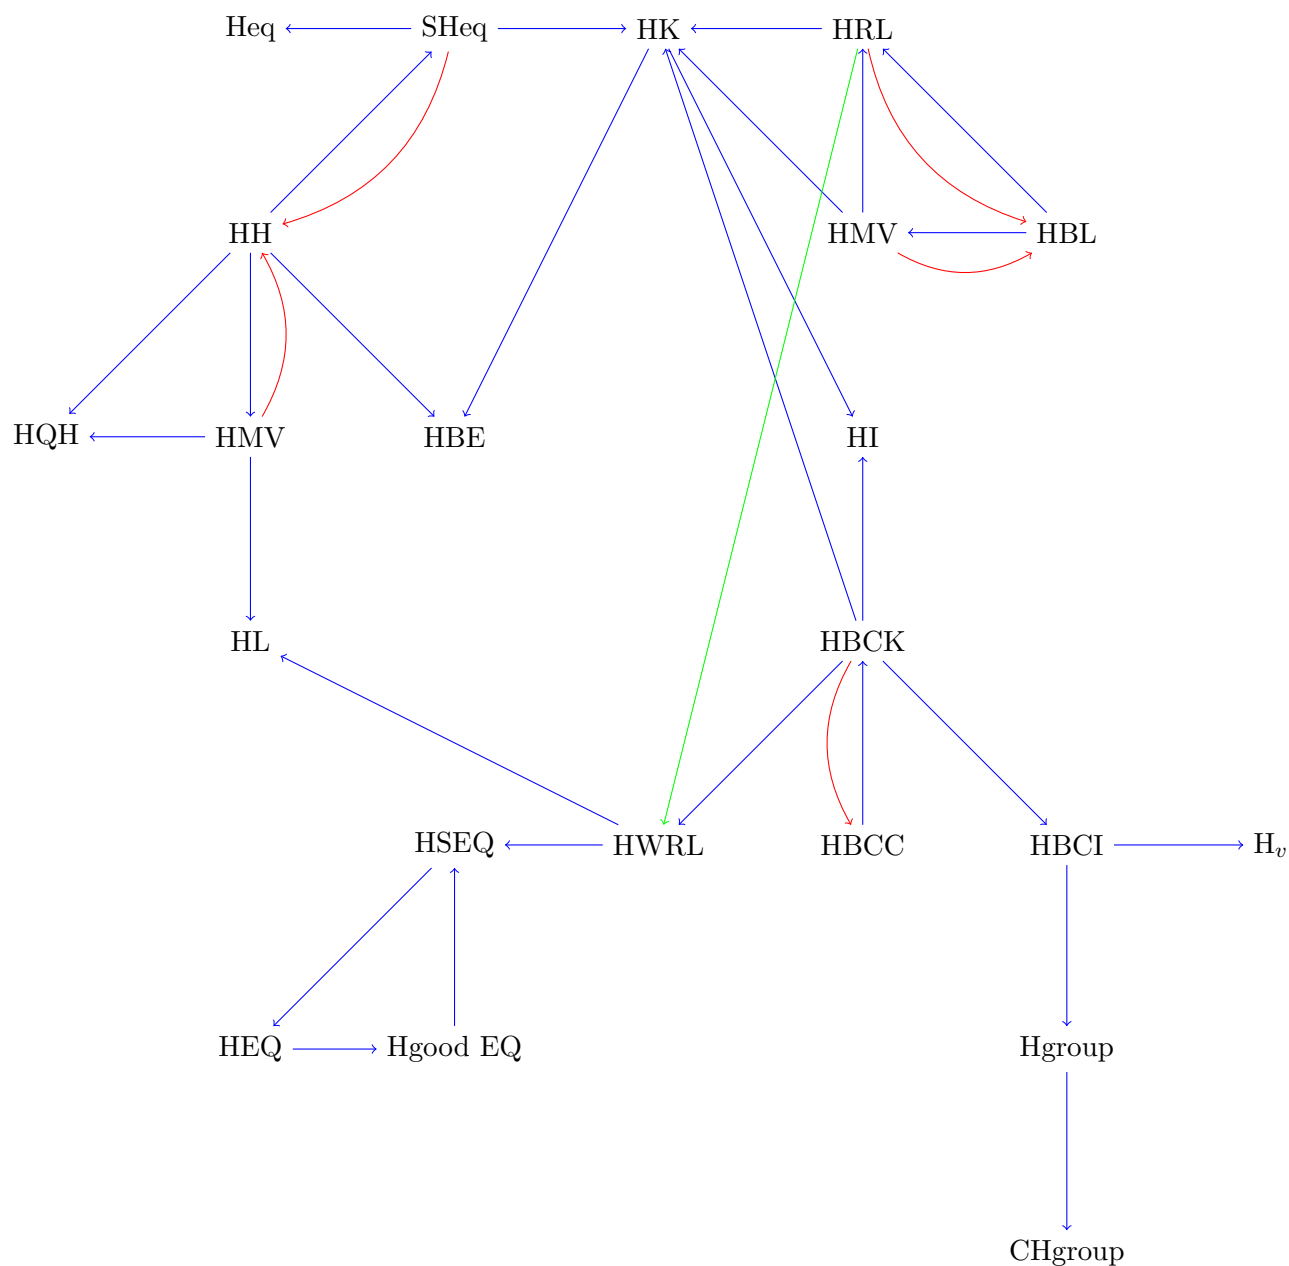 Heq SHeq HK HRL
HH HMV HBL
HQH HMV HBE HI
HL HBCK
HSEQ HWRL HBCC HBCI H$_v$
HEQ Hgood EQ Hgroup
CHgroup